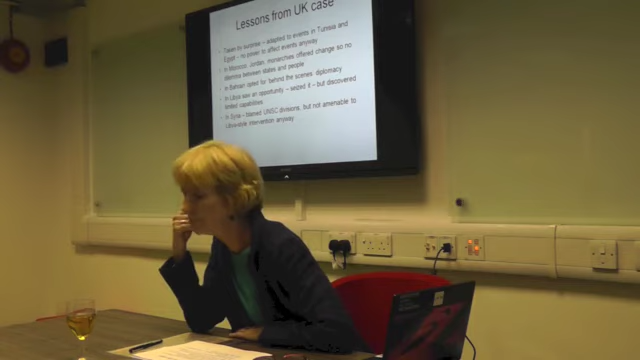 Lessons from UK case
• Taken by surprise – adapted to events in Tunisia and
Egypt – no power to affect events anyway
• In Morocco, Jordan, monarchies offered change so no
dilemma between states and people
• In Bahrain opted for 'behind the scenes' diplomacy
• In Libya saw an opportunity – seized it – but discovered
limited capabilities
• In Syria – blamed UNSC divisions, but not amenable to
Libya-style intervention anyway